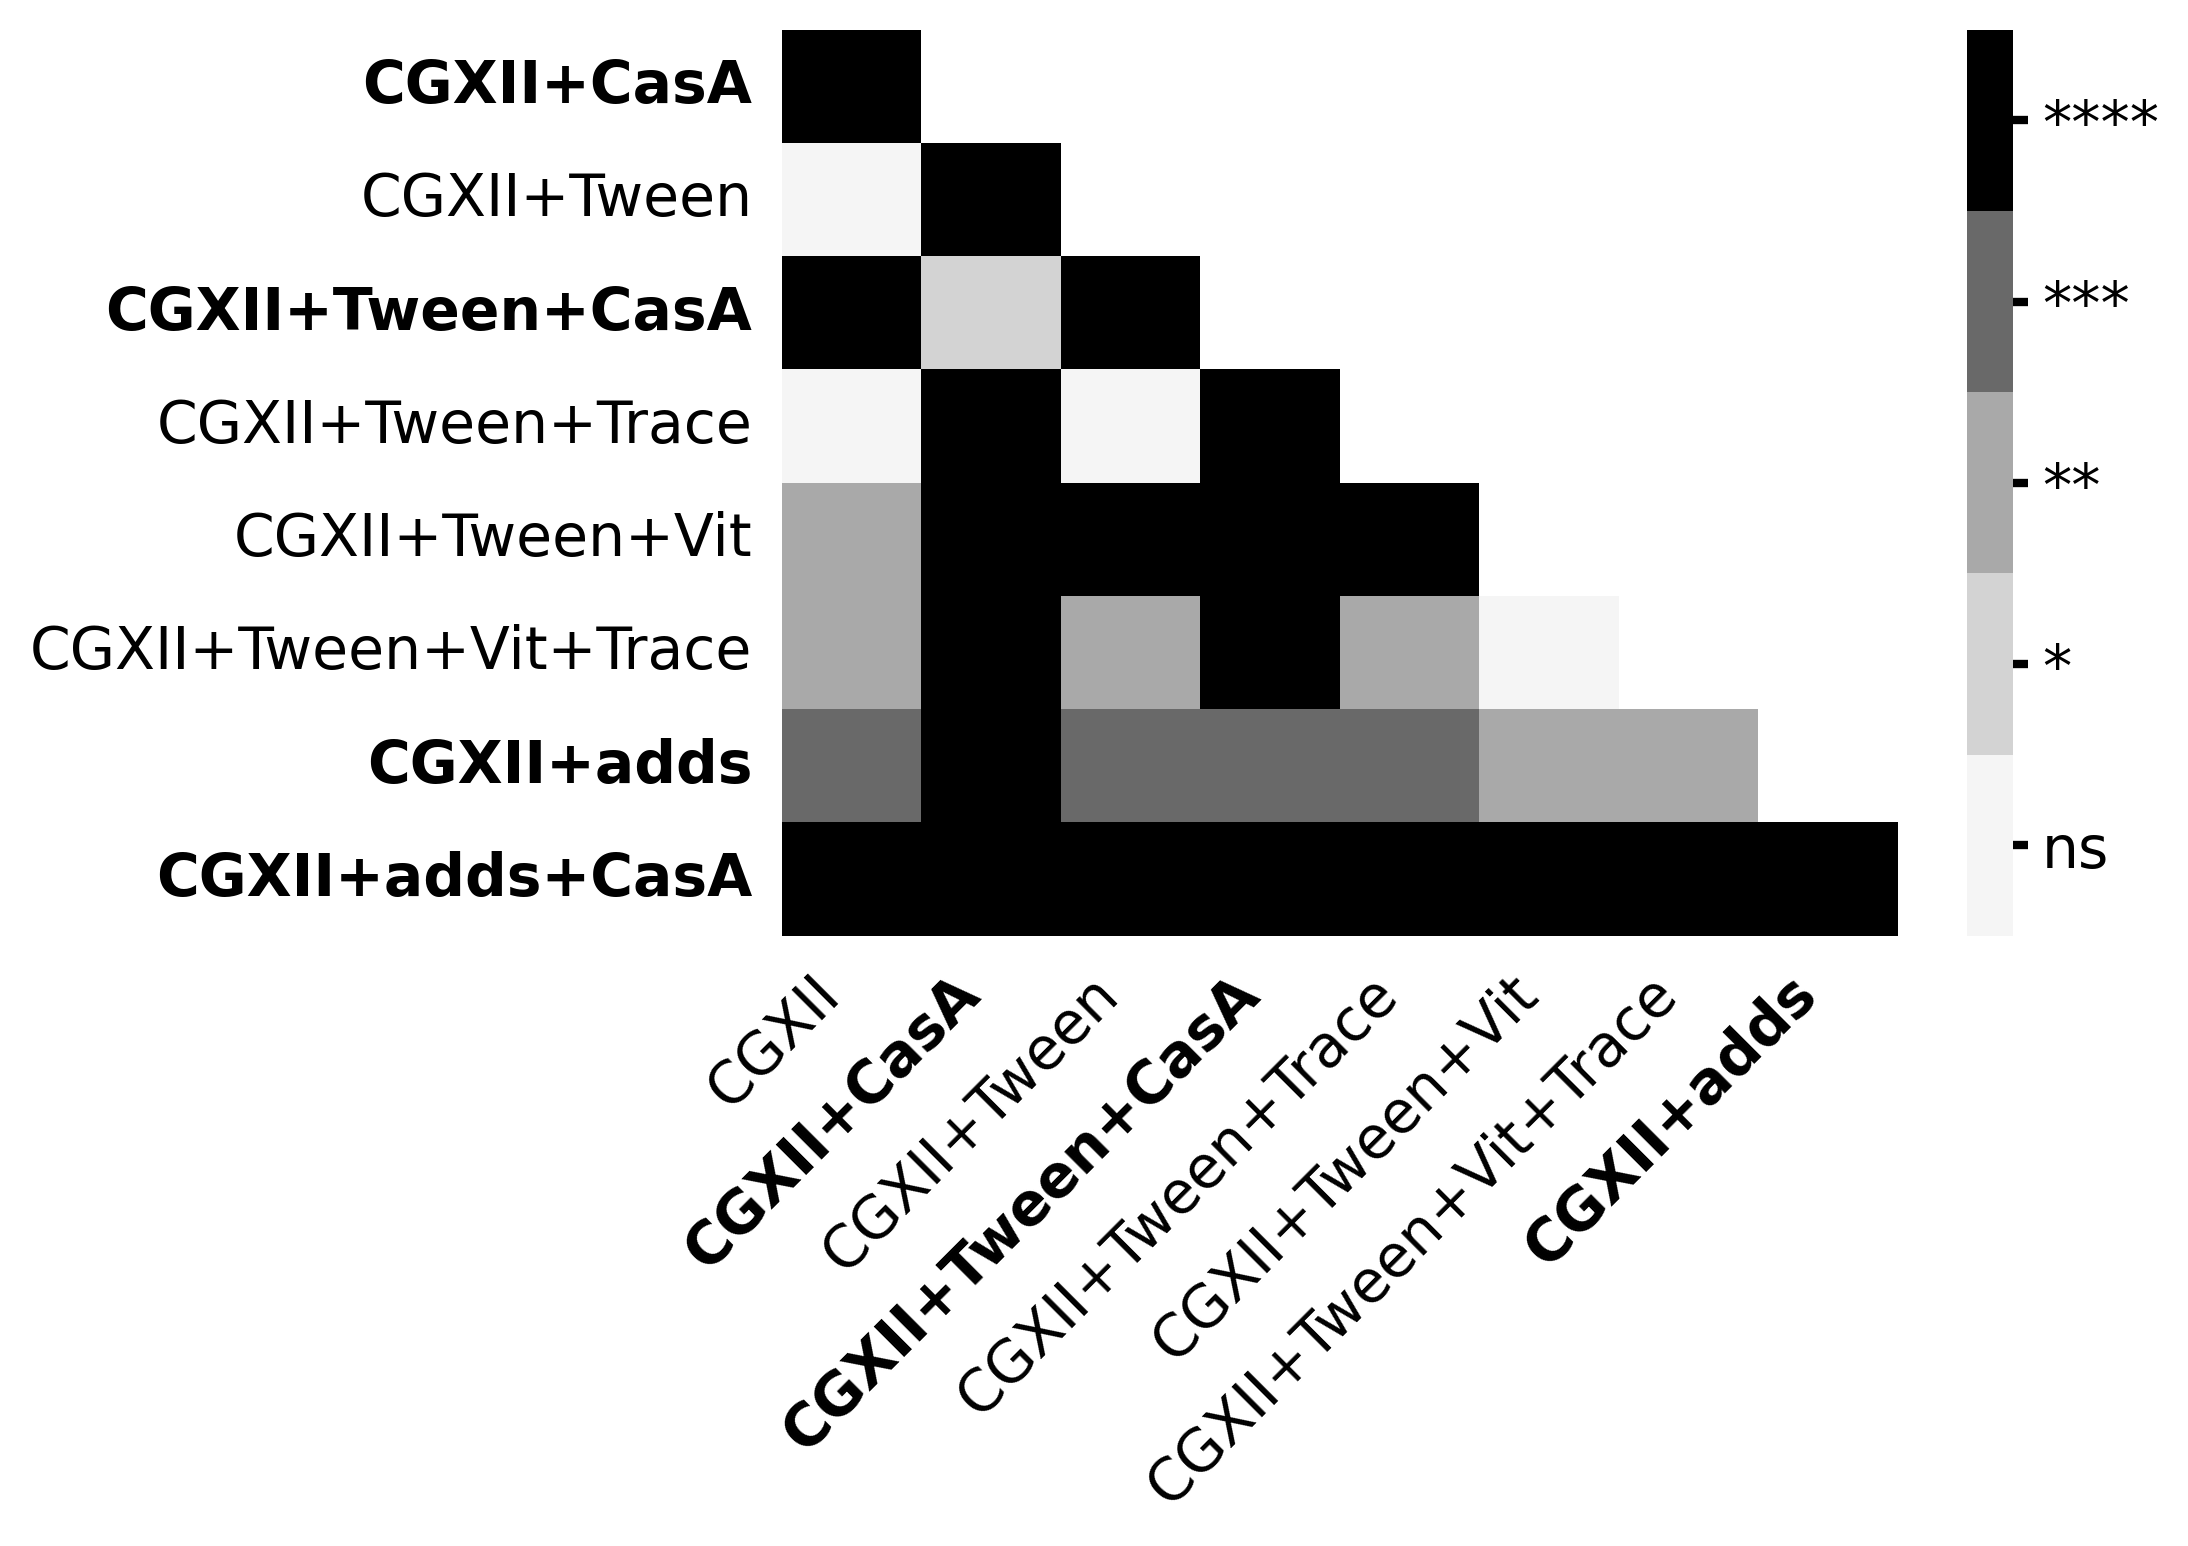 CGXII+CasA
CGXII+Tween
CGXII+Tween+CasA
CGXII+Tween+Trace
CGXII+Tween+Vit
CGXII+Tween+Vit+Trace
CGXII+adds
CGXII+adds+CasA
****
***
**
*
ns
CGXII
CGXII+CasA
CGXII+Tween
CGXII+Tween+CasA
CGXII+Tween+Trace
CGXII+Tween+Vit
CGXII+Tween+Vit+Trace
CGXII+adds